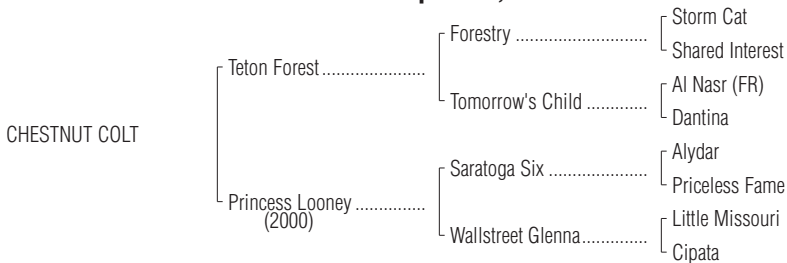 Storm Cat
Forestry ..............................
Shared Interest
Teton Forest........................
Al Nasr (FR)
Tomorrow's Child ..............
Dantina
CHESTNUT COLT
Alydar
Saratoga Six .......................
Priceless Fame
Princess Looney ................
(2000)
Little Missouri
Wallstreet Glenna...............
Cipata